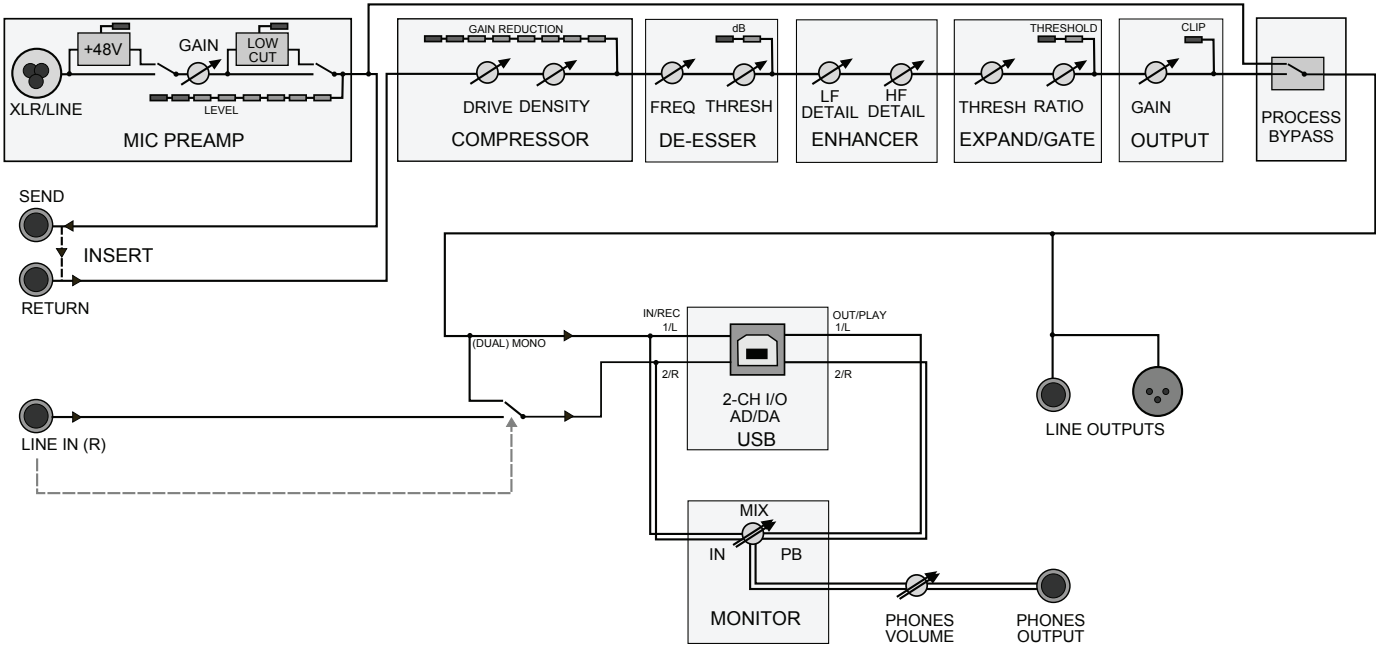 +48V
GAIN
LOW
CUT
XLR/LINE
LEVEL
MIC PREAMP
GAIN REDUCTION
DRIVE DENSITY
COMPRESSOR
dB
FREQ THRESH
DE-ESSER
LF
DETAIL
HF
DETAIL
ENHANCER
THRESHOLD
THRESH RATIO
EXPAND/GATE
CLIP
GAIN
OUTPUT
PROCESS
BYPASS
SEND
INSERT
RETURN
IN/REC
1/L
OUT/PLAY
1/L
(DUAL) MONO
2/R
2/R
2-CH I/O
AD/DA
USB
LINE IN (R)
LINE OUTPUTS
MIX
IN
PB
MONITOR
PHONES
VOLUME
PHONES
OUTPUT